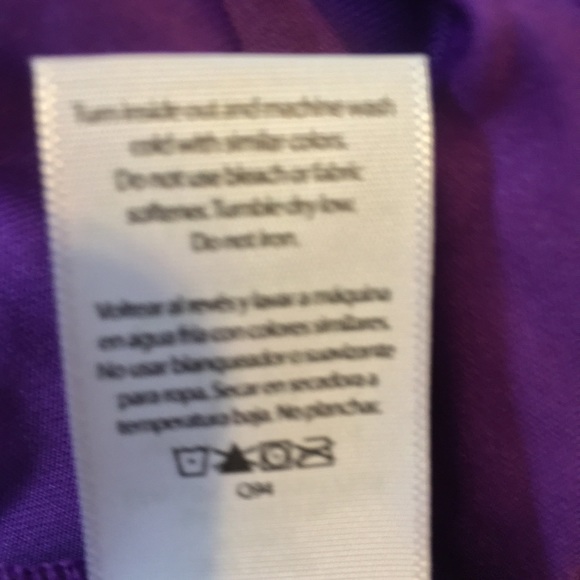 Turn inside out and machine wash
cold with similar colors.
Do not use bleach or fabric
softener. Tumble dry low.
Do not iron.
Voltear al revés y lavar a máquina
en agua fría con colores similares.
No usar blanqueador o suavizante
para ropa. Secar en secadora a
temperatura baja. No planchar.
Q94